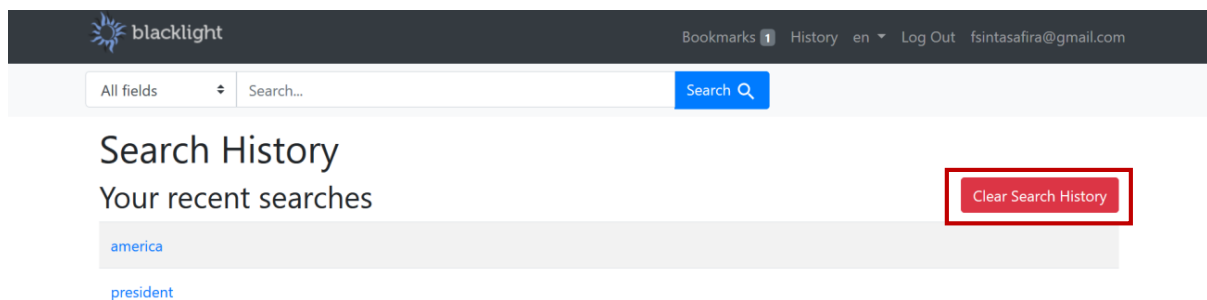 blacklight
Bookmarks 1 History en Log Out fsintasafira@gmail.com
All fields Search... Search
Search History
Your recent searches
Clear Search History
america
president